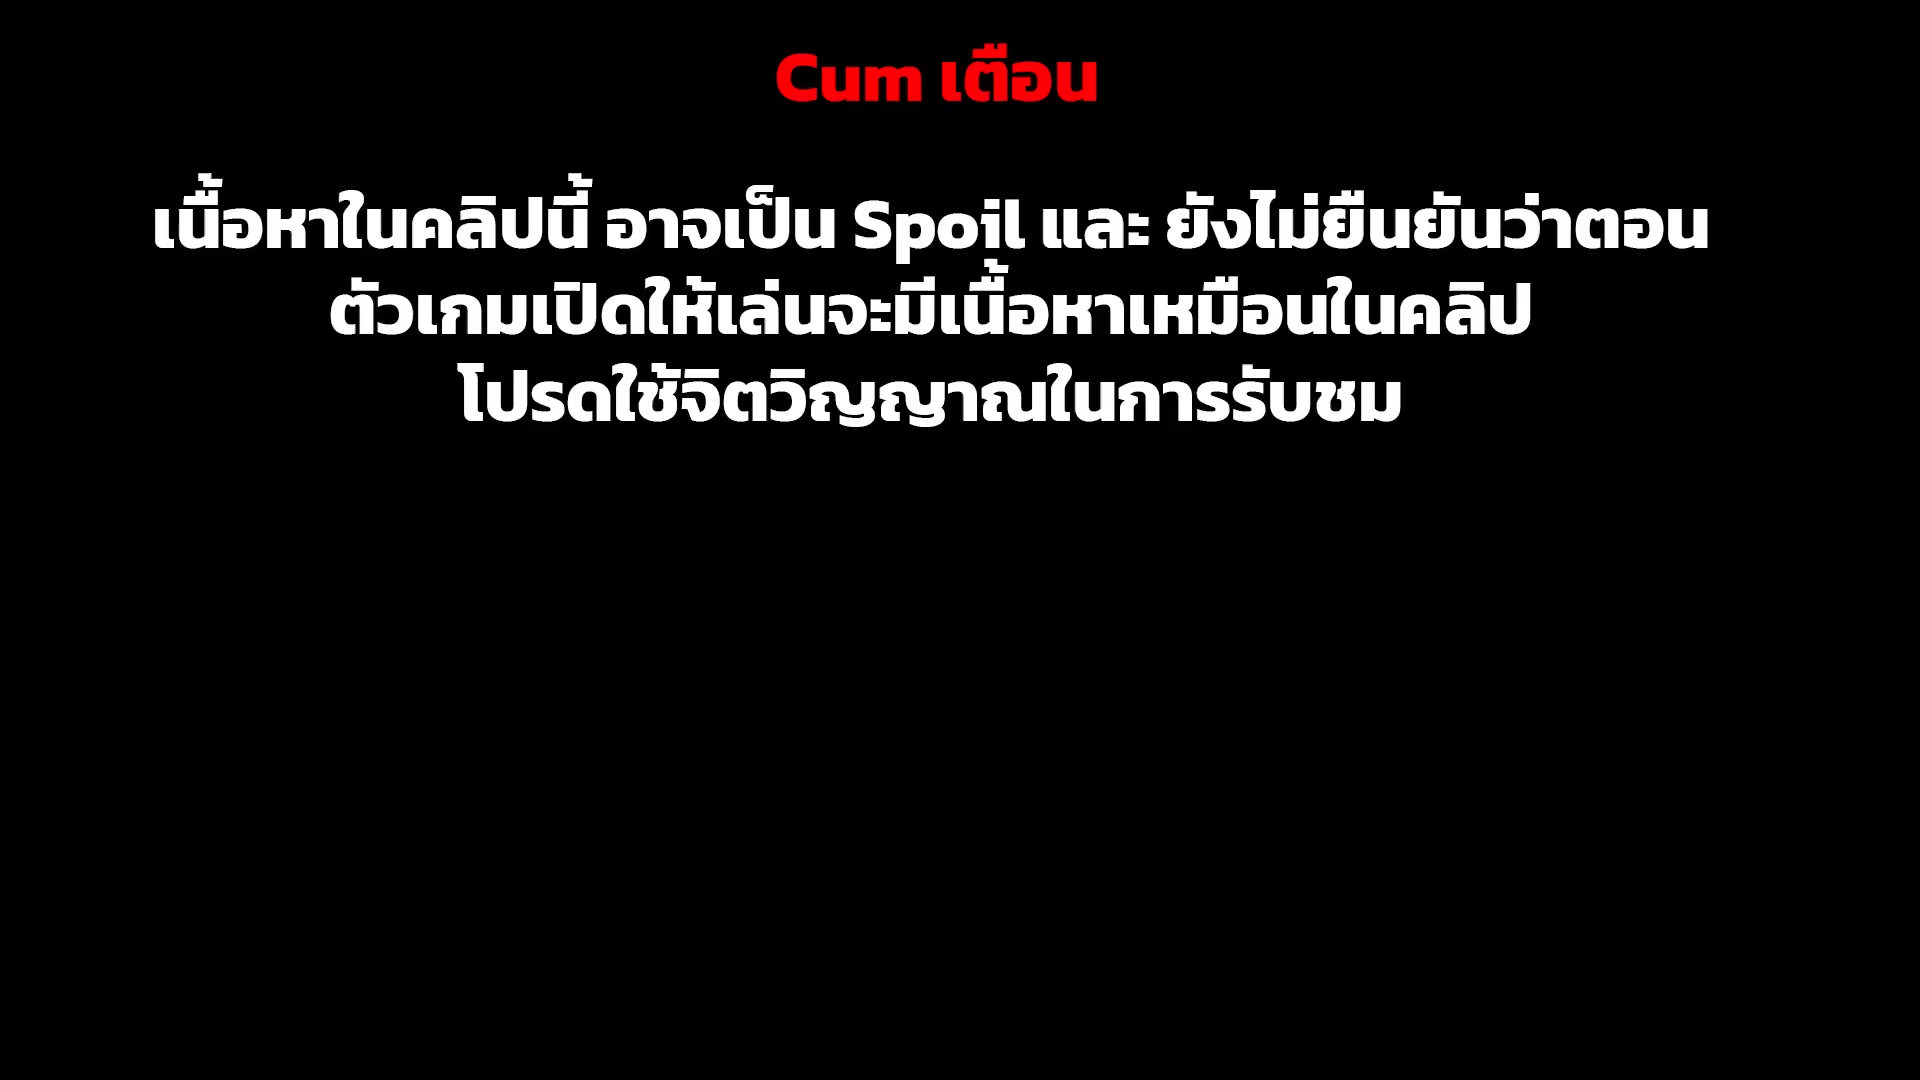 Cum เตือน
เนื้อหาในคลิปนี้ อาจเป็น Spoil และ ยังไม่ยืนยันว่าตอน
ตัวเกมเปิดให้เล่นจะมีเนื้อหาเหมือนในคลิป
โปรดใช้จิตวิญญาณในการรับชม